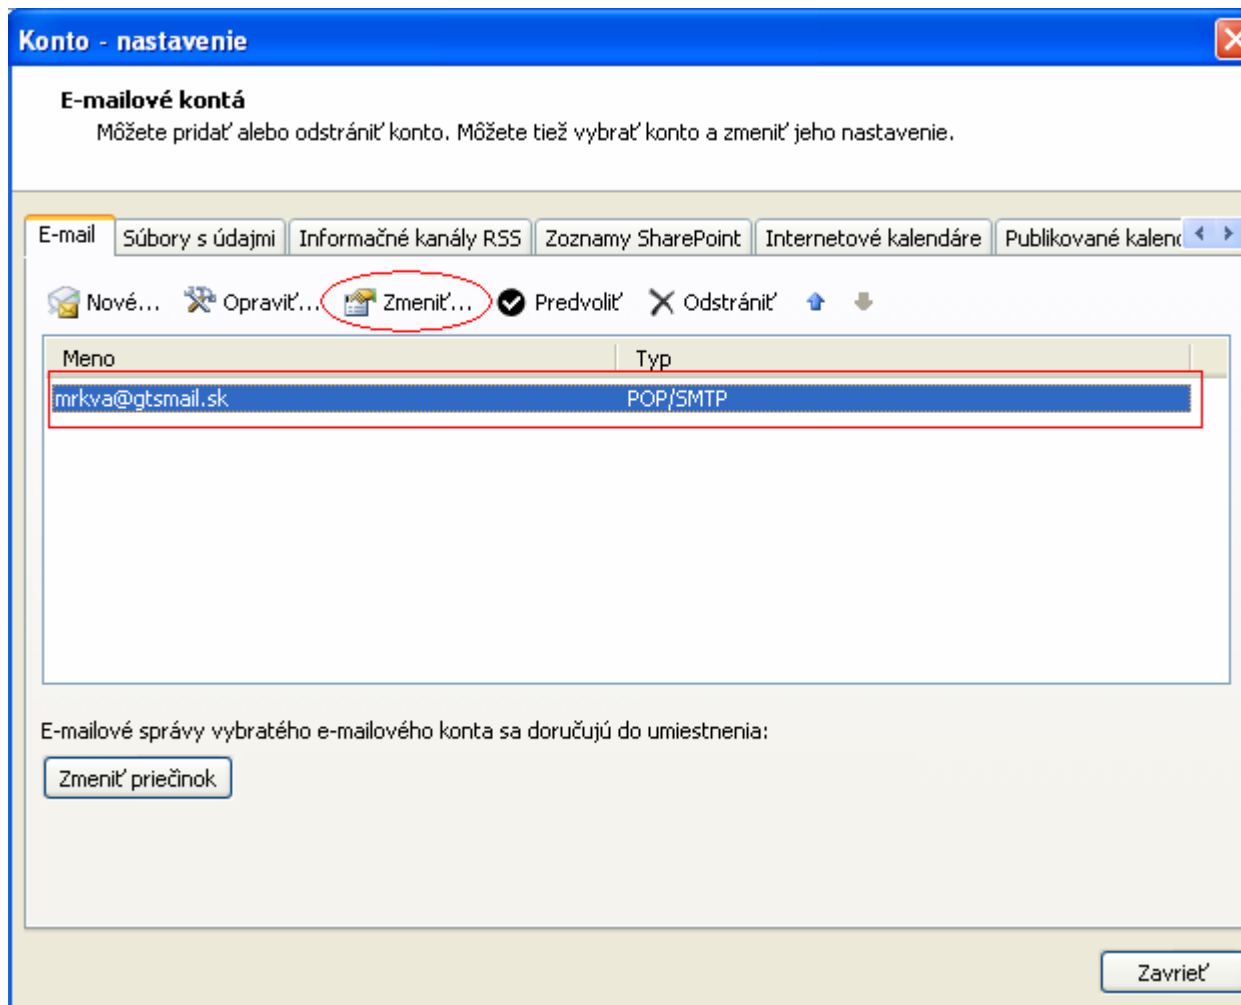 Konto - nastavenie
E-mailové kontá
Môžete pridať alebo odstrániť konto. Môžete tiež vybrať konto a zmeniť jeho nastavenie.
E-mail Súbory s údajmi Informačné kanály RSS Zoznamy SharePoint Internetové kalendáre Publikované kalend
Nové... Opraviť... Zmeniť... Predvoliť Odstrániť
Meno Typ
mrkva@gtsmail.sk POP/SMTP
E-mailové správy vybratého e-mailového konta sa doručujú do umiestnenia:
Zmeniť priečinok
Zavrieť